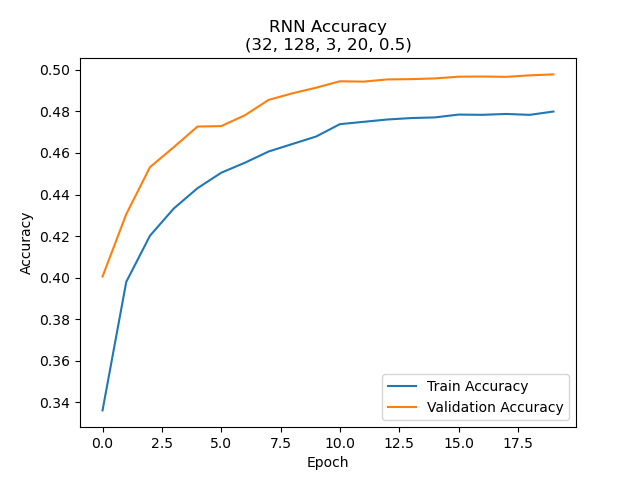 RNN Accuracy
(32, 128, 3, 20, 0.5)
0.50
0.48
0.46
0.44
0.42
0.40
0.38
0.36
0.34
Accuracy
Train Accuracy
Validation Accuracy
0.0 2.5 5.0 7.5 10.0 12.5 15.0 17.5
Epoch